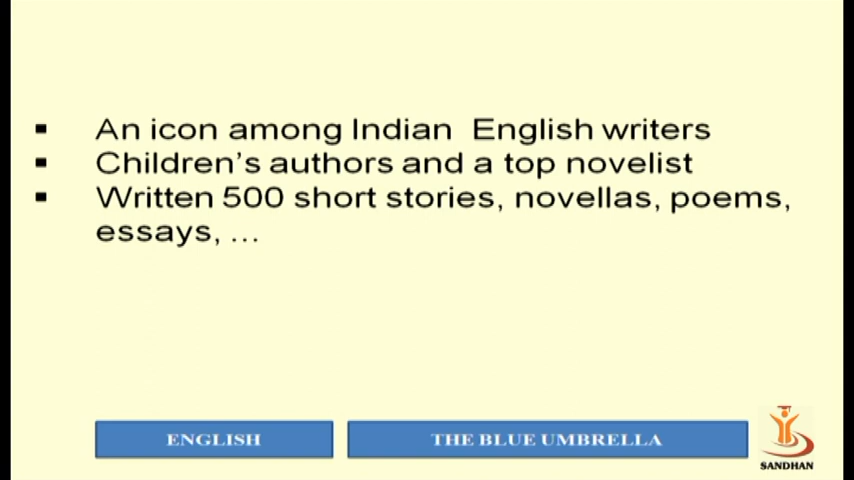 ▪ An icon among Indian English writers
▪ Children's authors and a top novelist
▪ Written 500 short stories, novellas, poems,
essays, ...
ENGLISH
THE BLUE UMBRELLA
SANDHAN